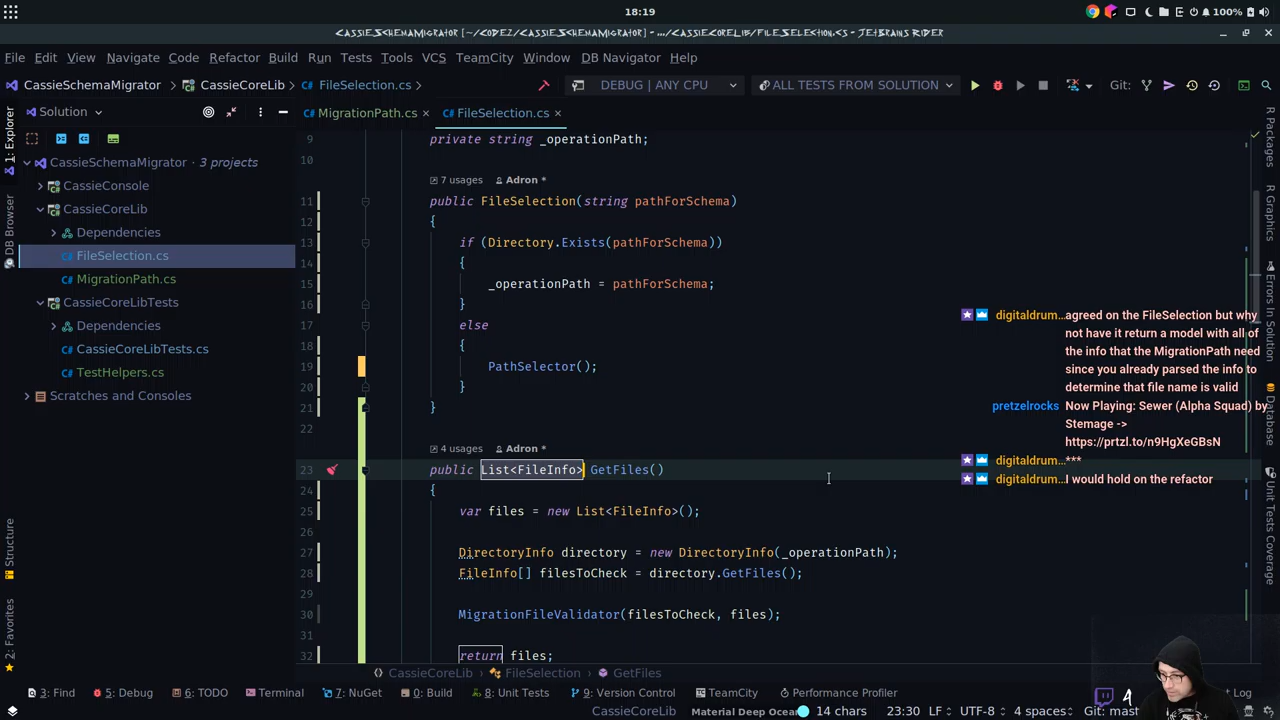 18:19
100%
CASSIESCHEMAMIGRATOR [~/CODEZ/CASSIESCHEMAMIGRATOR] - .../CASSIECORELIB/FILESELECTION.CS - JETBRAINS RIDER
File Edit View Navigate Code Refactor Build Run Tests Tools VCS TeamCity Window DB Navigator Help
CassieSchemaMigrator CassieCoreLib FileSelection.cs DEBUG | ANY CPU ALL TESTS FROM SOLUTION Git:
Solution MigrationPath.cs FileSelection.cs
CassieSchemaMigrator 3 projects
CassieConsole
CassieCoreLib
Dependencies
FileSelection.cs
MigrationPath.cs
CassieCoreLibTests
Dependencies
CassieCoreLibTests.cs
TestHelpers.cs
Scratches and Consoles
1: Explorer
DB Browser
Structure
7: Favorites
9 private string _operationPath;
10
7 usages Adron *
11 public FileSelection(string pathForSchema)
12 {
13 if (Directory.Exists(pathForSchema))
14 {
15 _operationPath = pathForSchema;
16 }
17 else
18 {
19 PathSelector();
20 }
21 }
22
4 usages Adron *
23 public List<FileInfo> GetFiles()
24 {
25 var files = new List<FileInfo>();
26
27 DirectoryInfo directory = new DirectoryInfo(_operationPath);
28 FileInfo[] filesToCheck = directory.GetFiles();
29
30 MigrationFileValidator(filesToCheck, files);
31
32 return files;
digitaldrum... agreed on the FileSelection but why
not have it return a model with all of
the info that the MigrationPath need
since you already parsed the info to
determine that file name is valid
pretzelrocks Now Playing: Sewer (Alpha Squad) by
Stemage ->
https://prtzl.to/n9HgXeGBsN
digitaldrum... ***
digitaldrum... I would hold on the refactor
R Packages
R Graphics
Errors In Solution
Database
Unit Tests Coverage
CassieCoreLib FileSelection GetFiles
3: Find 5: Debug 6: TODO Terminal 7: NuGet 0: Build 8: Unit Tests 9: Version Control TeamCity Performance Profiler Log
CassieCoreLib Material Deep Ocean 14 chars 23:30 LF UTF-8 4 spaces Git: mast